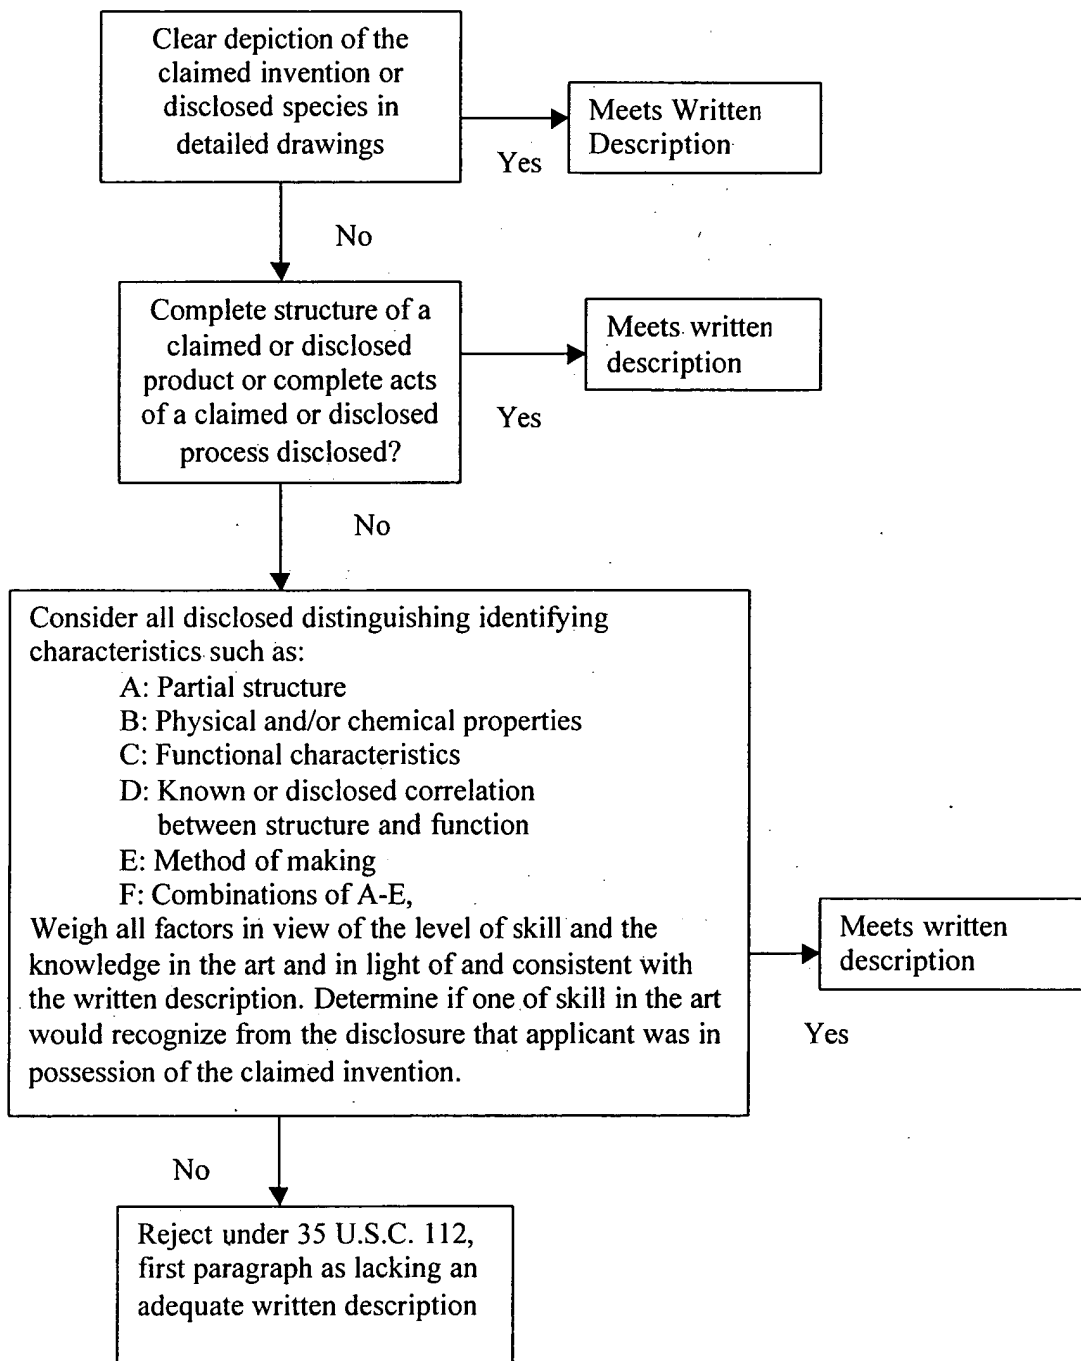 Clear depiction of the
claimed invention or
disclosed species in
detailed drawings
Meets Written
Description
Yes
No
Complete structure of a
claimed or disclosed
product or complete acts
of a claimed or disclosed
process disclosed?
Meets written
description
Yes
No
Consider all disclosed distinguishing identifying
characteristics such as:
A: Partial structure
B: Physical and/or chemical properties
C: Functional characteristics
D: Known or disclosed correlation
between structure and function
E: Method of making
F: Combinations of A-E,
Weigh all factors in view of the level of skill and the
knowledge in the art and in light of and consistent with
the written description. Determine if one of skill in the art
would recognize from the disclosure that applicant was in
possession of the claimed invention.
Meets written
description
Yes
No
Reject under 35 U.S.C. 112,
first paragraph as lacking an
adequate written description